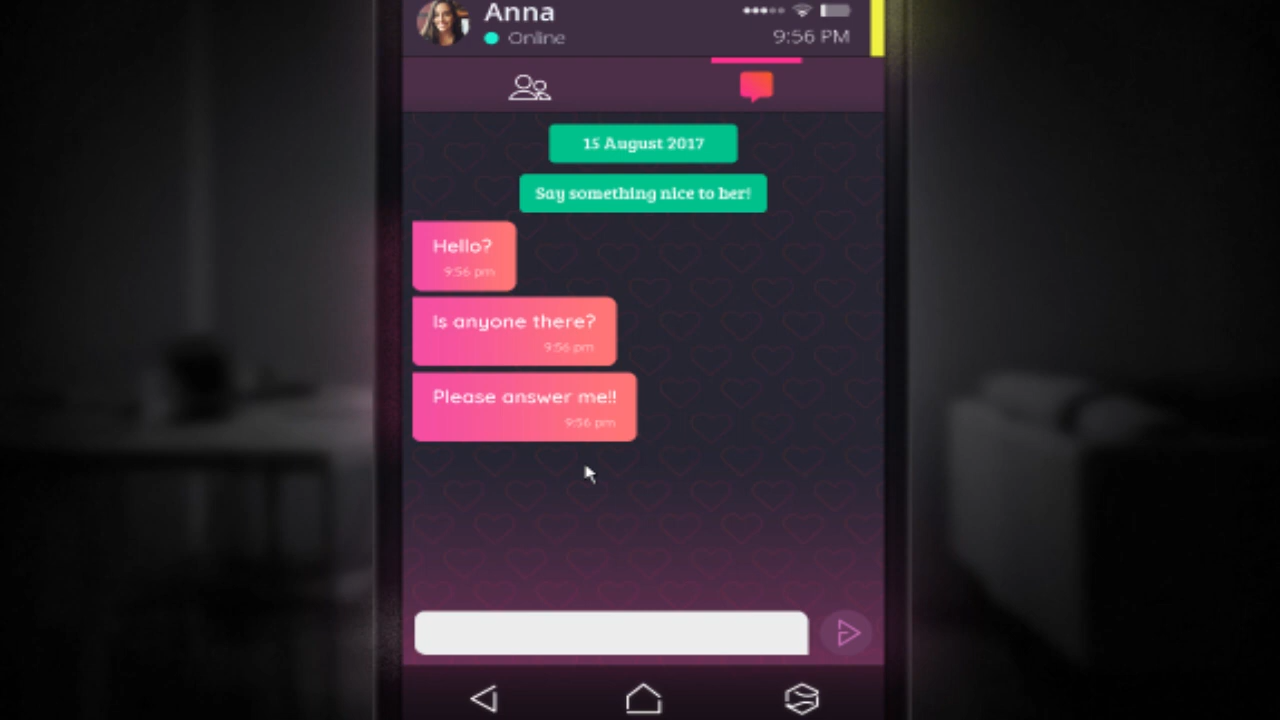 Anna
Online
9:56 PM
15 August 2017
Say something nice to her!
Hello?
9:56 pm
Is anyone there?
9:56 pm
Please answer me!!
9:56 pm